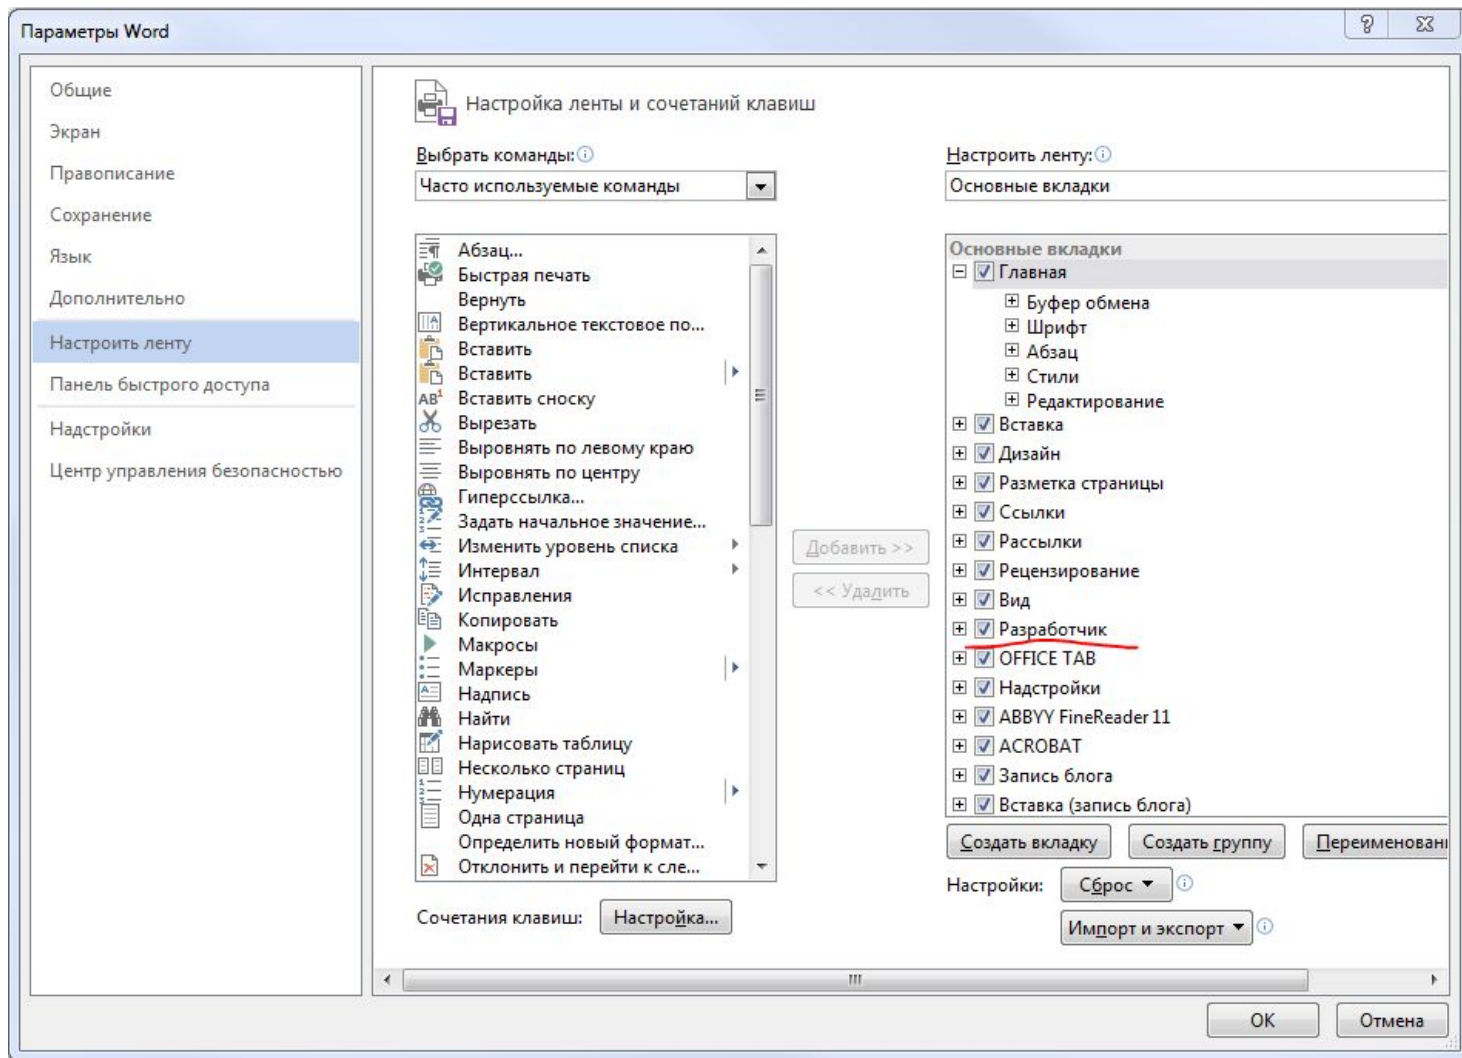 Параметры Word
Общие
Экран
Правописание
Сохранение
Язык
Дополнительно
Настроить ленту
Панель быстрого доступа
Надстройки
Центр управления безопасностью
Настройка ленты и сочетаний клавиш
Выбрать команды:
Часто используемые команды
Абзац...
Быстрая печать
Вернуть
Вертикальное текстовое по...
Вставить
Вставить
Вставить сноску
Вырезать
Выровнять по левому краю
Выровнять по центру
Гиперссылка...
Задать начальное значение...
Изменить уровень списка
Интервал
Исправления
Копировать
Макросы
Маркеры
Надпись
Найти
Нарисовать таблицу
Несколько страниц
Нумерация
Одна страница
Определить новый формат...
Отклонить и перейти к сле...
Сочетания клавиш: Настройка...
Добавить >>
<< Удалить
Настроить ленту:
Основные вкладки
Основные вкладки
Главная
Буфер обмена
Шрифт
Абзац
Стили
Редактирование
Вставка
Дизайн
Разметка страницы
Ссылки
Рассылки
Рецензирование
Вид
Разработчик
OFFICE TAB
Надстройки
ABBYY FineReader 11
ACROBAT
Запись блога
Вставка (запись блога)
Создать вкладку Создать группу Переименован
Настройки: Сброс
Импорт и экспорт
ОК Отмена